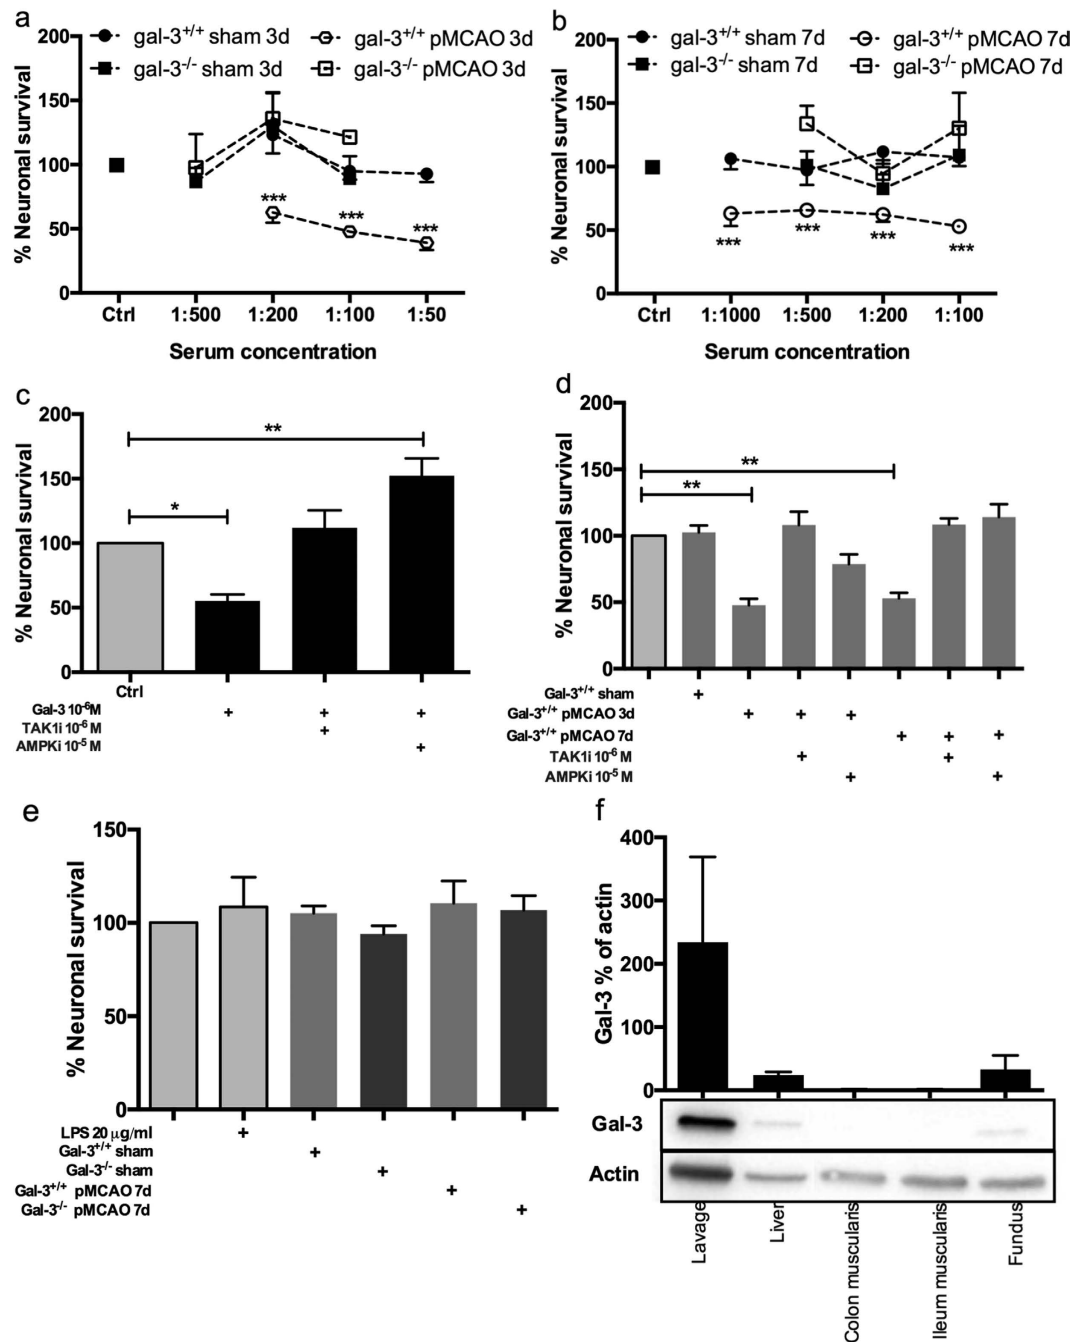 a
gal-3+/+ sham 3d
gal-3-/- sham 3d
gal-3+/+ pMCAO 3d
gal-3-/- pMCAO 3d
% Neuronal survival
200
150
100
50
0
***
***
***
Ctrl 1:500 1:200 1:100 1:50
Serum concentration
b
gal-3+/+ sham 7d
gal-3-/- sham 7d
gal-3+/+ pMCAO 7d
gal-3-/- pMCAO 7d
% Neuronal survival
200
150
100
50
0
***
***
***
***
Ctrl 1:1000 1:500 1:200 1:100
Serum concentration
c
% Neuronal survival
200
150
100
50
0
**
*
Ctrl
Gal-3 10-6M + + +
TAK1i 10-6 M +
AMPKi 10-5 M +
d
% Neuronal survival
200
150
100
50
0
**
**
Gal-3+/+ sham +
Gal-3+/+ pMCAO 3d + + +
Gal-3+/+ pMCAO 7d + + +
TAK1i 10-6 M + +
AMPKi 10-5 M + +
e
% Neuronal survival
150
100
50
0
LPS 20 μg/ml +
Gal-3+/+ sham +
Gal-3-/- sham +
Gal-3+/+ pMCAO 7d +
Gal-3-/- pMCAO 7d +
f
Gal-3 % of actin
400
300
200
100
0
Gal-3
Actin
Lavage
Liver
Colon muscularis
Ileum muscularis
Fundus